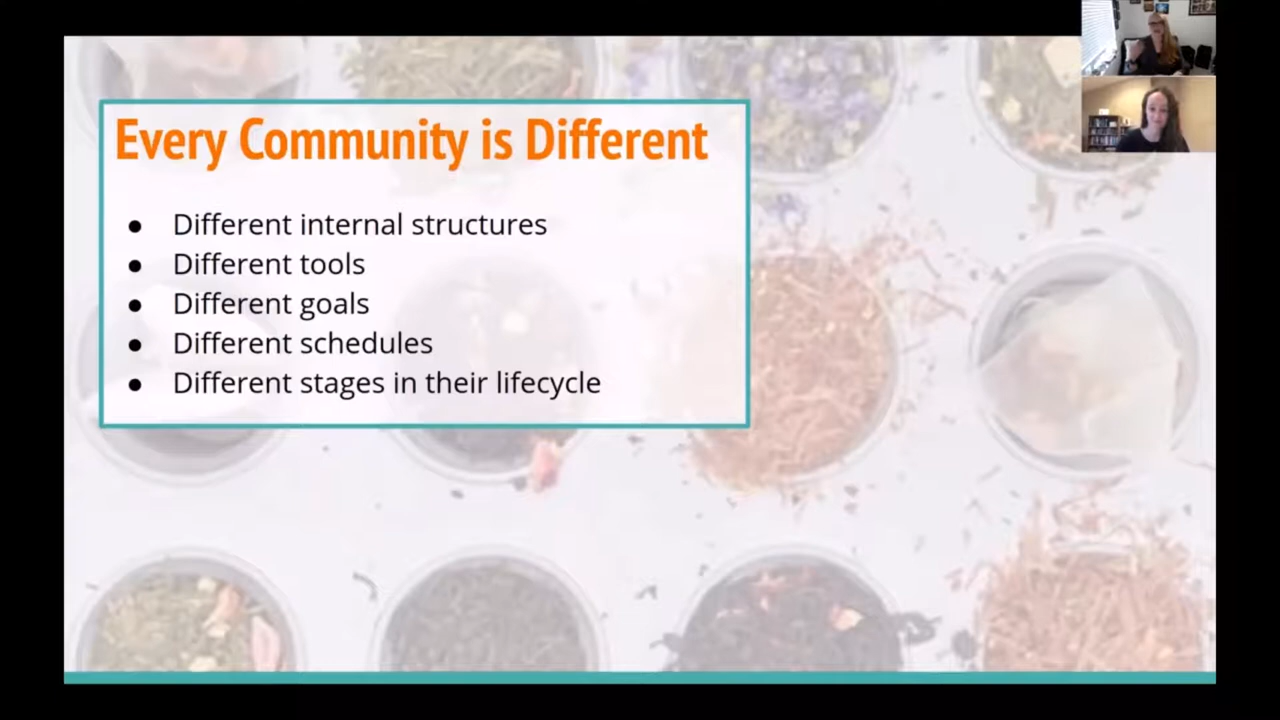 Every Community is Different
● Different internal structures
● Different tools
● Different goals
● Different schedules
● Different stages in their lifecycle